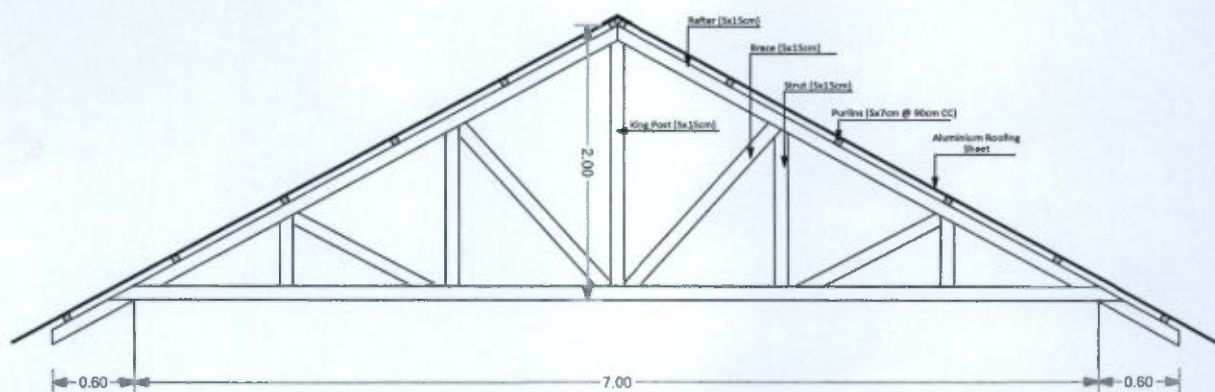 Rafter (5x15cm)
Brace (5x15cm)
Strut (5x15cm)
King Post (5x15cm)
Purlins (5x7cm @ 90cm CC)
Aluminium Roofing
Sheet
2.00
0.60
7.00
0.60